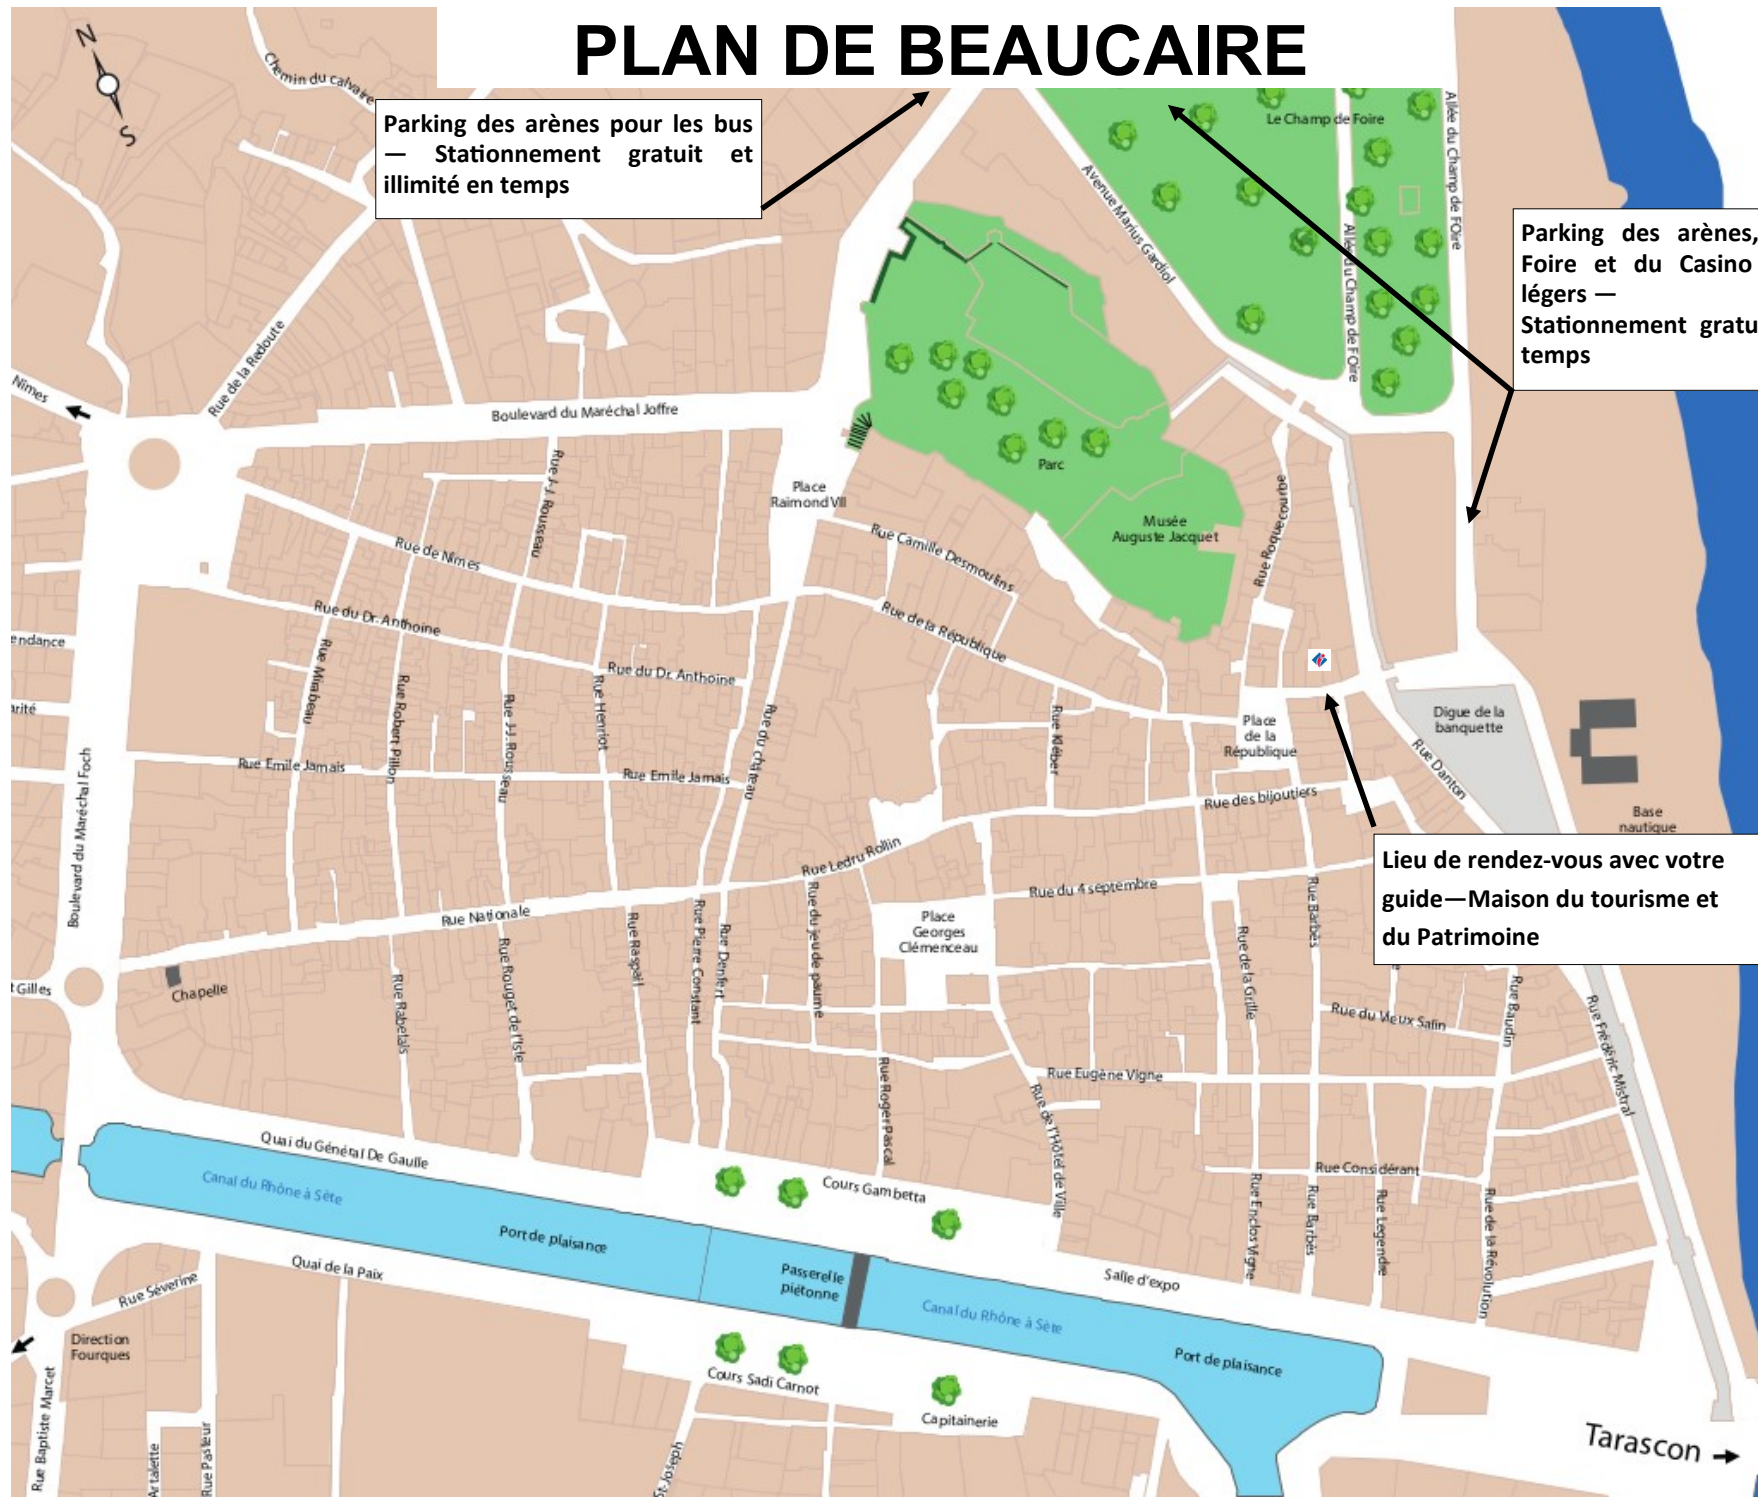 PLAN DE BEAUCAIRE
N
S
Chemin du calvaire
Parking des arènes pour les bus
— Stationnement gratuit et
illimité en temps
Le Champ de Foire
Allée du Champ de FOire
Avenue Marius Gardiol
Allée du Champ de FOire
Parking des arènes,
Foire et du Casino
légers —
Stationnement gratu
temps
Rue de la Redoute
Nimes
Boulevard du Maréchal Joffre
Parc
Place
Raimond VII
Musée
Auguste Jacquet
Rue Roquecourbe
Rue J-J. Rousseau
Rue de Nîmes
Rue Camille Desmoulins
Rue du Dr. Anthoine
Rue de la République
endance
Rue du Dr. Anthoine
Rue Mirabeau
Rue Robert Pillon
Rue J-J. Rousseau
Rue Henriot
Rue du château
Rue Kléber
arité
Place
de la
République
Digue de la
banquette
Rue Danton
Boulevard du Maréchal Foch
Rue Emile Jamais
Rue Emile Jamais
Rue des bijoutiers
Base
nautique
Rue Ledru Rollin
Lieu de rendez-vous avec votre
guide—Maison du tourisme et
du Patrimoine
Rue du 4 septembre
Rue Nationale
Place
Georges
Clémenceau
Rue du jeu de paume
Rue Pierre Constant
Rue Denfert
Rue Raspail
Rue Rouget de l'Isle
Rue Rabelais
Rue Barbès
Rue de la Grille
t Gilles
Chapelle
e
Rue du Vieux Salin
Rue Baudin
Rue Frédéric Mistral
Rue Eugène Vigne
Rue Roger Pascal
Rue de l'Hôtel de Ville
Quai du Général De Gaulle
Canal du Rhône à Sète
Cours Gambetta
Rue Considérant
Rue Enclos Vigne
Rue Barbès
Rue Legendre
Rue de la Révolution
Port de plaisance
Quai de la Paix
Passerelle
piétonne
Salle d'expo
Canal du Rhône à Sète
Rue Séverine
Direction
Fourques
Port de plaisance
Cours Sadi Carnot
Capitainerie
Rue Baptiste Marcet
Artalette
Rue Pasteur
St-Joseph
Tarascon